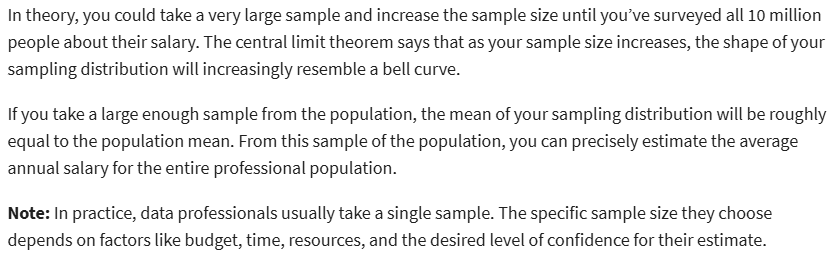 In theory, you could take a very large sample and increase the sample size until you've surveyed all 10 million
people about their salary. The central limit theorem says that as your sample size increases, the shape of your
sampling distribution will increasingly resemble a bell curve.
If you take a large enough sample from the population, the mean of your sampling distribution will be roughly
equal to the population mean. From this sample of the population, you can precisely estimate the average
annual salary for the entire professional population.
Note: In practice, data professionals usually take a single sample. The specific sample size they choose
depends on factors like budget, time, resources, and the desired level of confidence for their estimate.